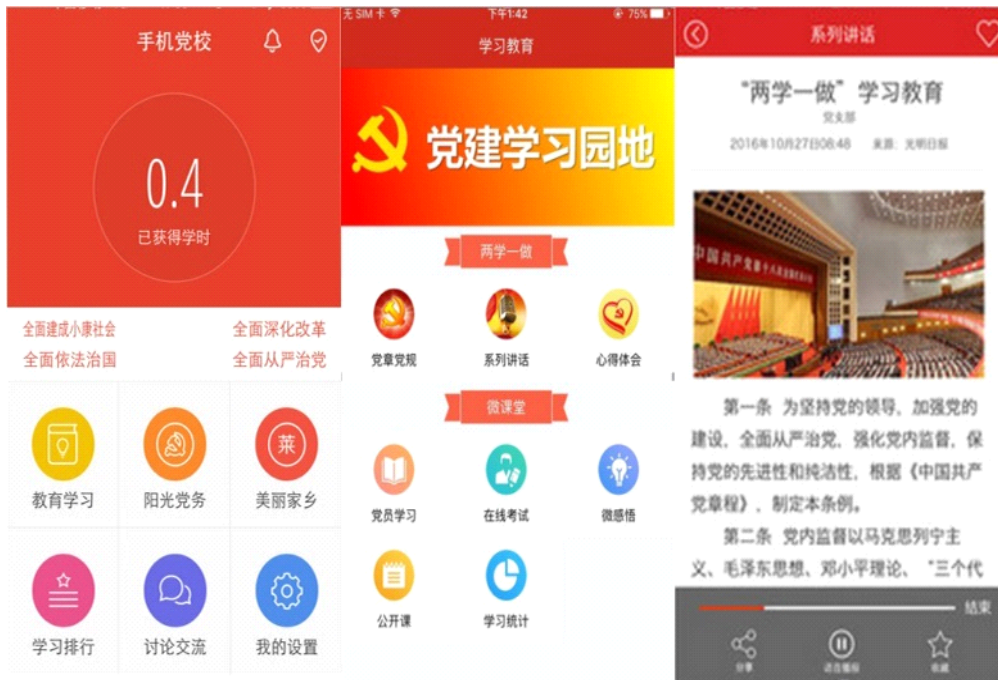 手机党校
0.4
已获得学时
全面建成小康社会
全面深化改革
全面依法治国
全面从严治党
莱
教育学习
阳光党务
美丽家乡
学习排行
讨论交流
我的设置
无 SIM 卡
下午1:42
75%
学习教育
党建学习园地
两学一做
党章党规
系列讲话
心得体会
微课堂
党员学习
在线考试
微感悟
公开课
学习统计
系列讲话
“两学一做”学习教育
党支部
2016年10月27日08:48 来源：光明日报
第一条 为坚持党的领导，加强党的
建设，全面从严治党，强化党内监督，保
持党的先进性和纯洁性，根据《中国共产
党章程》，制定本条例。
第二条 党内监督以马克思列宁主
义、毛泽东思想、邓小平理论、“三个代
结束
分享
语音播报
收藏